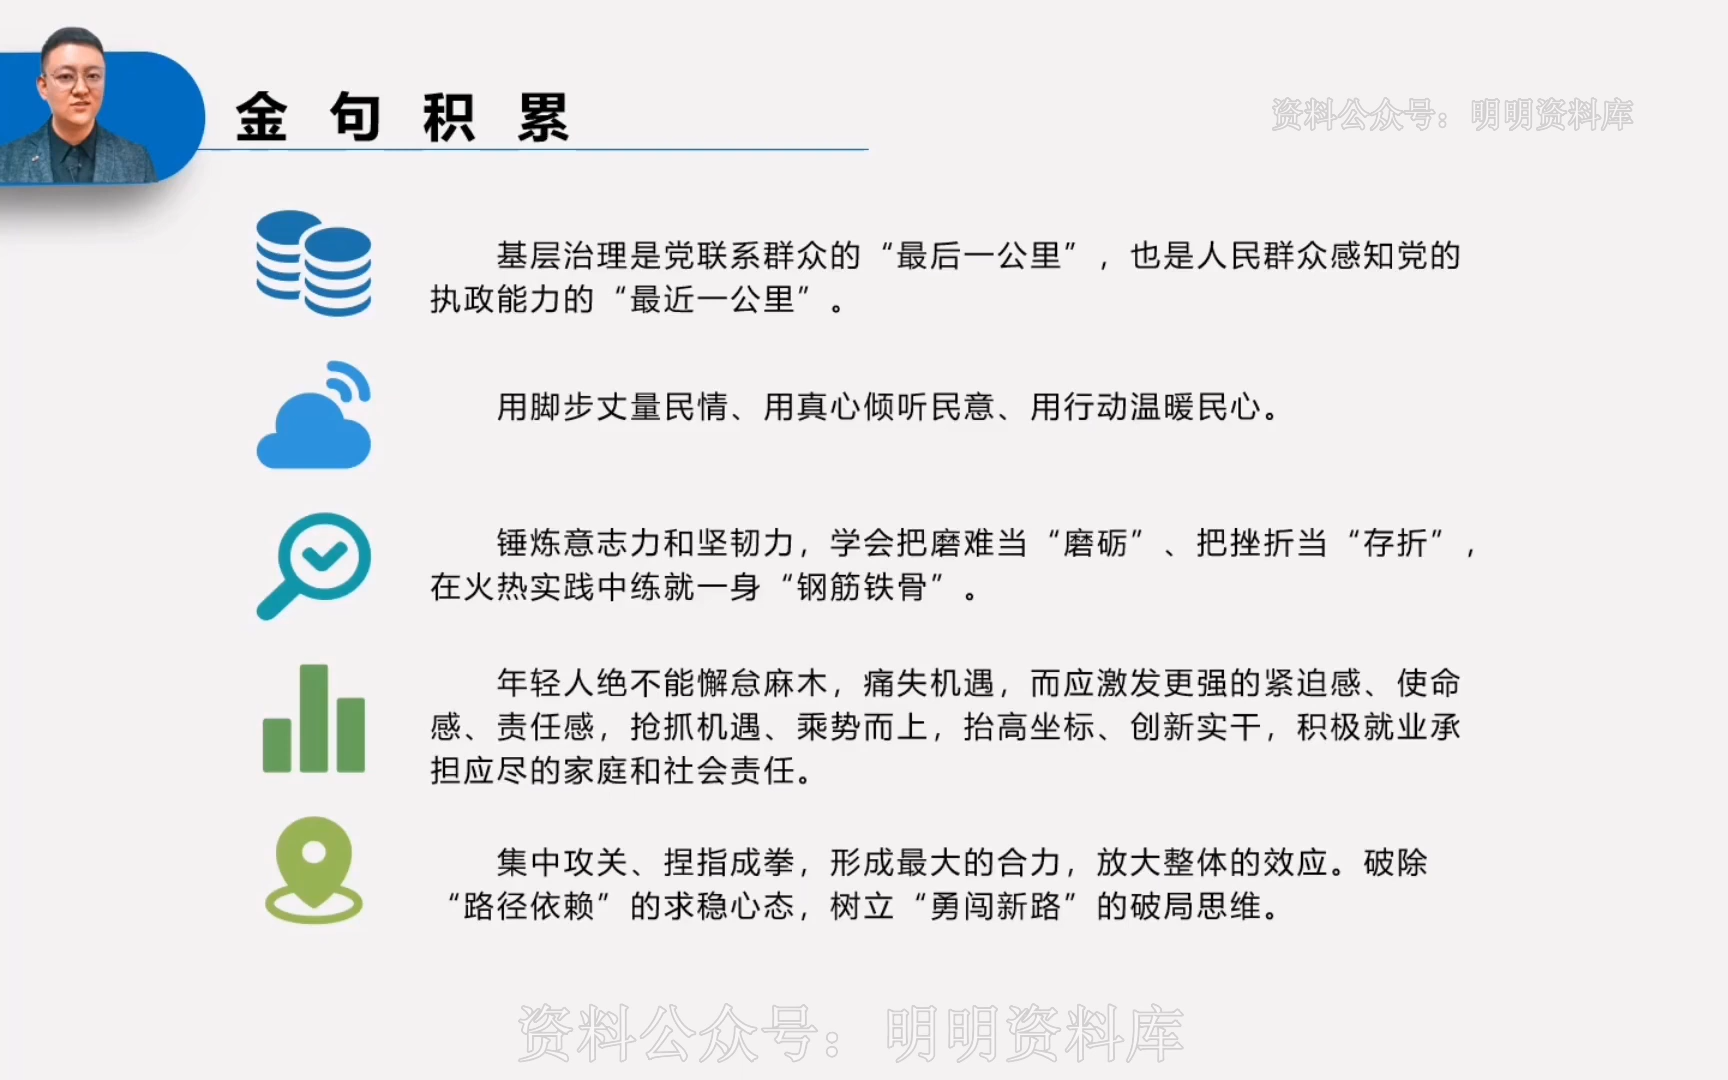 金句积累
资料公众号：明明资料库
基层治理是党联系群众的“最后一公里”，也是人民群众感知党的
执政能力的“最近一公里”。
用脚步丈量民情、用真心倾听民意、用行动温暖民心。
锤炼意志力和坚韧力，学会把磨难当“磨砺”、把挫折当“存折”，
在火热实践中练就一身“钢筋铁骨”。
年轻人绝不能懈怠麻木，痛失机遇，而应激发更强的紧迫感、使命
感、责任感，抢抓机遇、乘势而上，抬高坐标、创新实干，积极就业承
担应尽的家庭和社会责任。
集中攻关、捏指成拳，形成最大的合力，放大整体的效应。破除
“路径依赖”的求稳心态，树立“勇闯新路”的破局思维。
资料公众号：明明资料库